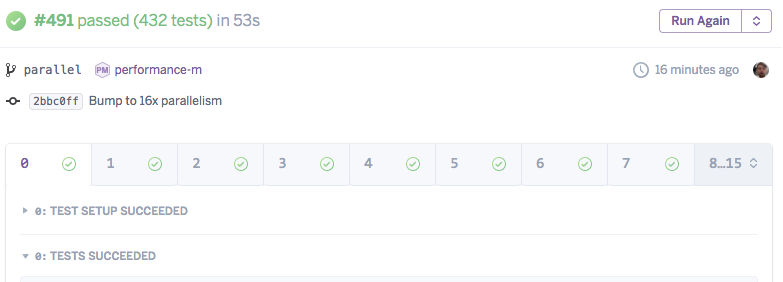 #491 passed (432 tests) in 53s
Run Again
parallel PM performance-m
16 minutes ago
2bbc0ff Bump to 16x parallelism
0 1 2 3 4 5 6 7 8...15
0: TEST SETUP SUCCEEDED
0: TESTS SUCCEEDED